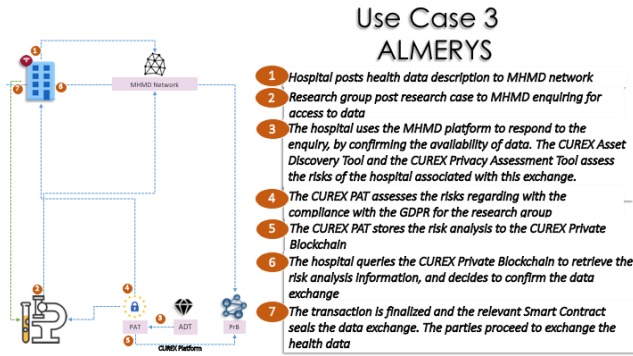 Use Case 3
ALMERYS
1
MHMD Network
7
6
2
4
3
PAT
ADT
PrB
5
CUREX Platform
1 Hospital posts health data description to MHMD network
2 Research group post research case to MHMD enquiring for
access to data
3 The hospital uses the MHMD platform to respond to the
enquiry, by confirming the availability of data. The CUREX Asset
Discovery Tool and the CUREX Privacy Assessment Tool assess
the risks of the hospital associated with this exchange.
4 The CUREX PAT assesses the risks regarding with the
compliance with the GDPR for the research group
5 The CUREX PAT stores the risk analysis to the CUREX Private
Blockchain
6 The hospital queries the CUREX Private Blockchain to retrieve the
risk analysis information, and decides to confirm the data
exchange
7 The transaction is finalized and the relevant Smart Contract
seals the data exchange. The parties proceed to exchange the
health data